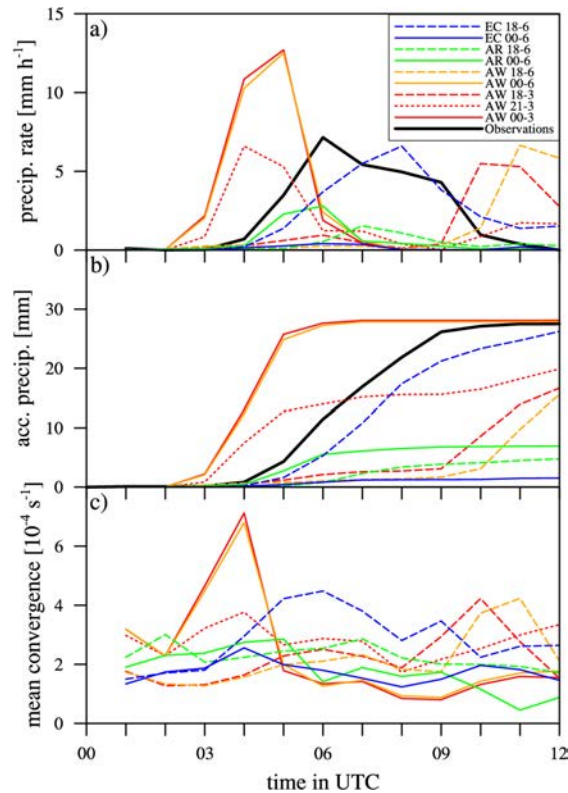 a)
precip. rate [mm h⁻¹]
15
10
5
0
EC 18-6
EC 00-6
AR 18-6
AR 00-6
AW 18-6
AW 00-6
AW 18-3
AW 21-3
AW 00-3
Observations
b)
acc. precip. [mm]
30
20
10
0
c)
mean convergence [10⁻⁴ s⁻¹]
6
4
2
0
00
03
06
09
12
time in UTC